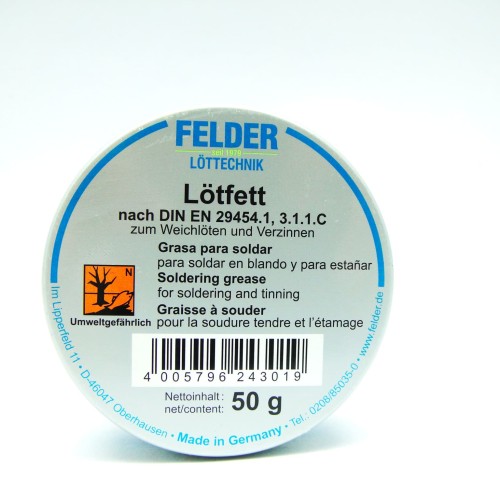 FELDER
seit 1979
LÖTTECHNIK
Lötfett
nach DIN EN 29454.1, 3.1.1.C
zum Weichlöten und Verzinnen
Grasa para soldar
para soldar en blando y para estañar
Soldering grease
for soldering and tinning
Graisse à souder
pour la soudure tendre et l'étamage
N
Umweltgefährlich
4 005796 243019
Nettoinhalt:
net/content: 50 g
Im Lipperfeld 11 • D-46047 Oberhausen • Made in Germany • Tel.: 0208/85035-0 • www.felder.de